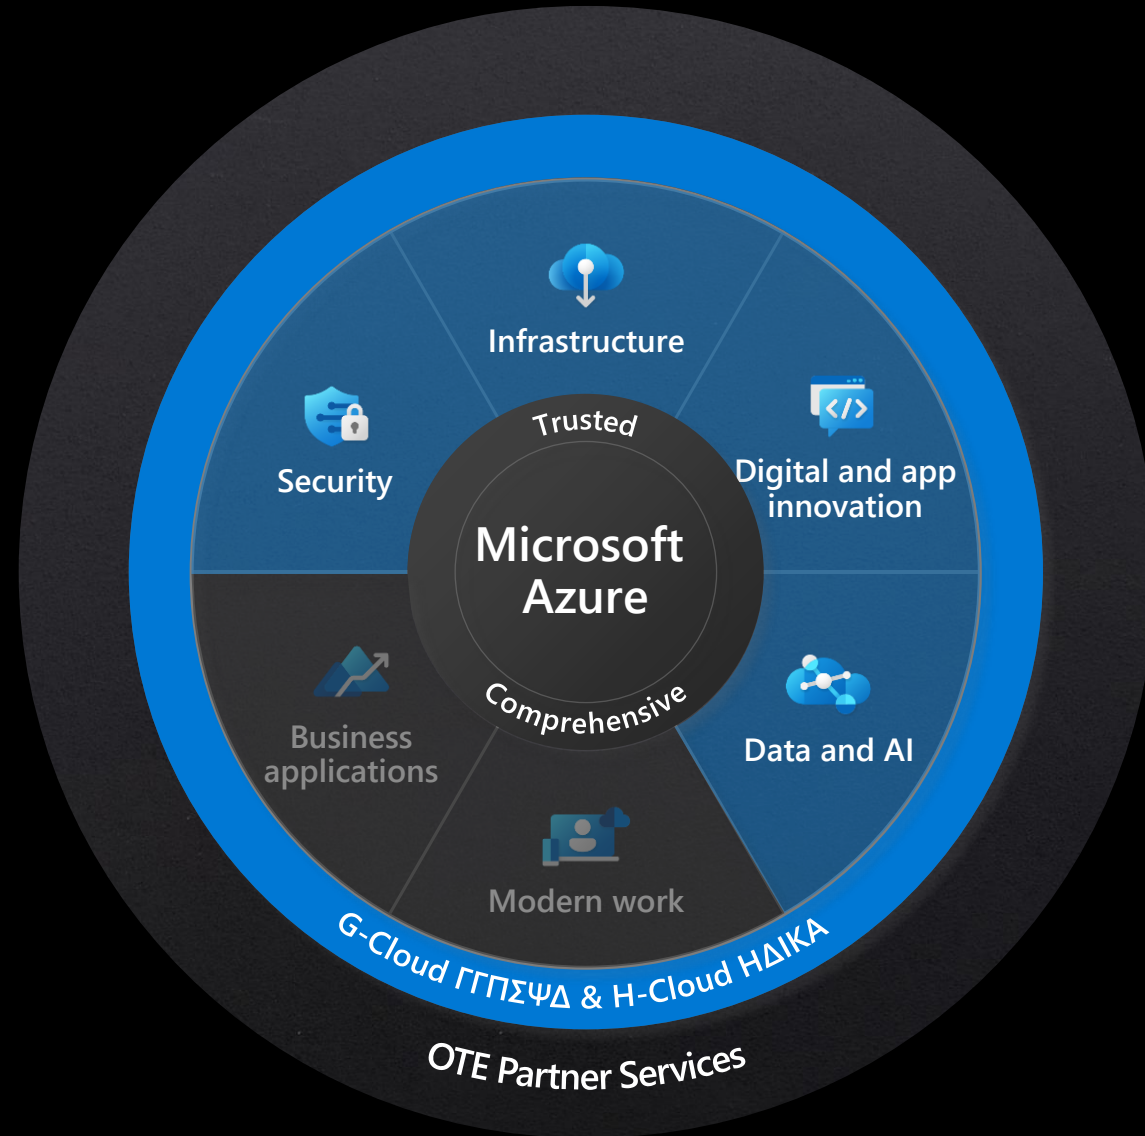 Infrastructure
Security
Digital and app
innovation
Trusted
Microsoft
Azure
Comprehensive
Business
applications
Data and AI
Modern work
G-Cloud ΓΓΠΣΨΔ & H-Cloud ΗΔΙΚΑ
OTE Partner Services